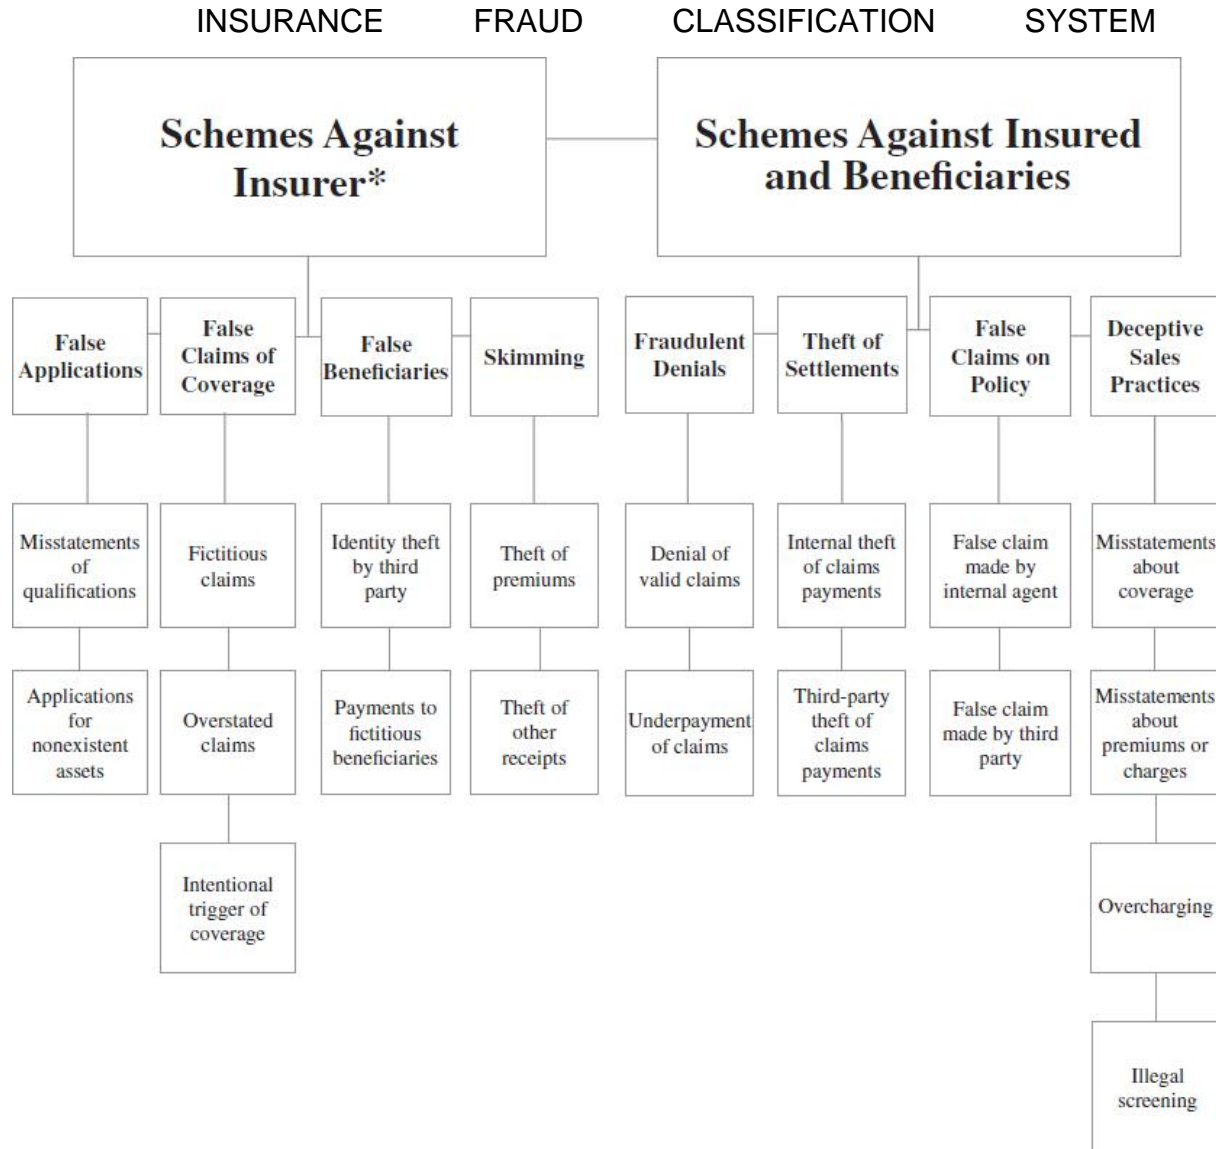 INSURANCE FRAUD CLASSIFICATION SYSTEM
Schemes Against
Insurer*
Schemes Against Insured
and Beneficiaries
False
Applications
False
Claims of
Coverage
False
Beneficiaries
Skimming
Fraudulent
Denials
Theft of
Settlements
False
Claims on
Policy
Deceptive
Sales
Practices
Misstatements
of
qualifications
Fictitious
claims
Identity theft
by third
party
Theft of
premiums
Denial of
valid claims
Internal theft
of claims
payments
False claim
made by
internal agent
Misstatements
about
coverage
Applications
for
nonexistent
assets
Overstated
claims
Payments to
fictitious
beneficiaries
Theft of
other
receipts
Underpayment
of claims
Third-party
theft of
claims
payments
False claim
made by third
party
Misstatements
about
premiums or
charges
Intentional
trigger of
coverage
Overcharging
Illegal
screening